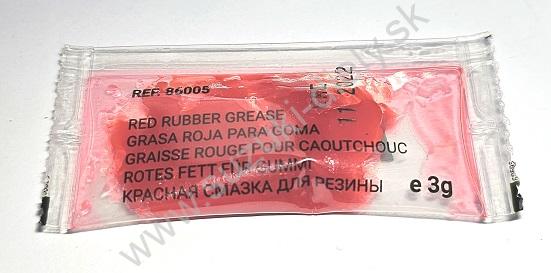 REF. 86005
11 2022
RED RUBBER GREASE
GRASA ROJA PARA GOMA
GRAISSE ROUGE POUR CAOUTCHOUC
ROTES FETT FÜR GUMMI
КРАСНАЯ СМАЗКА ДЛЯ РЕЗИНЫ
e 3g